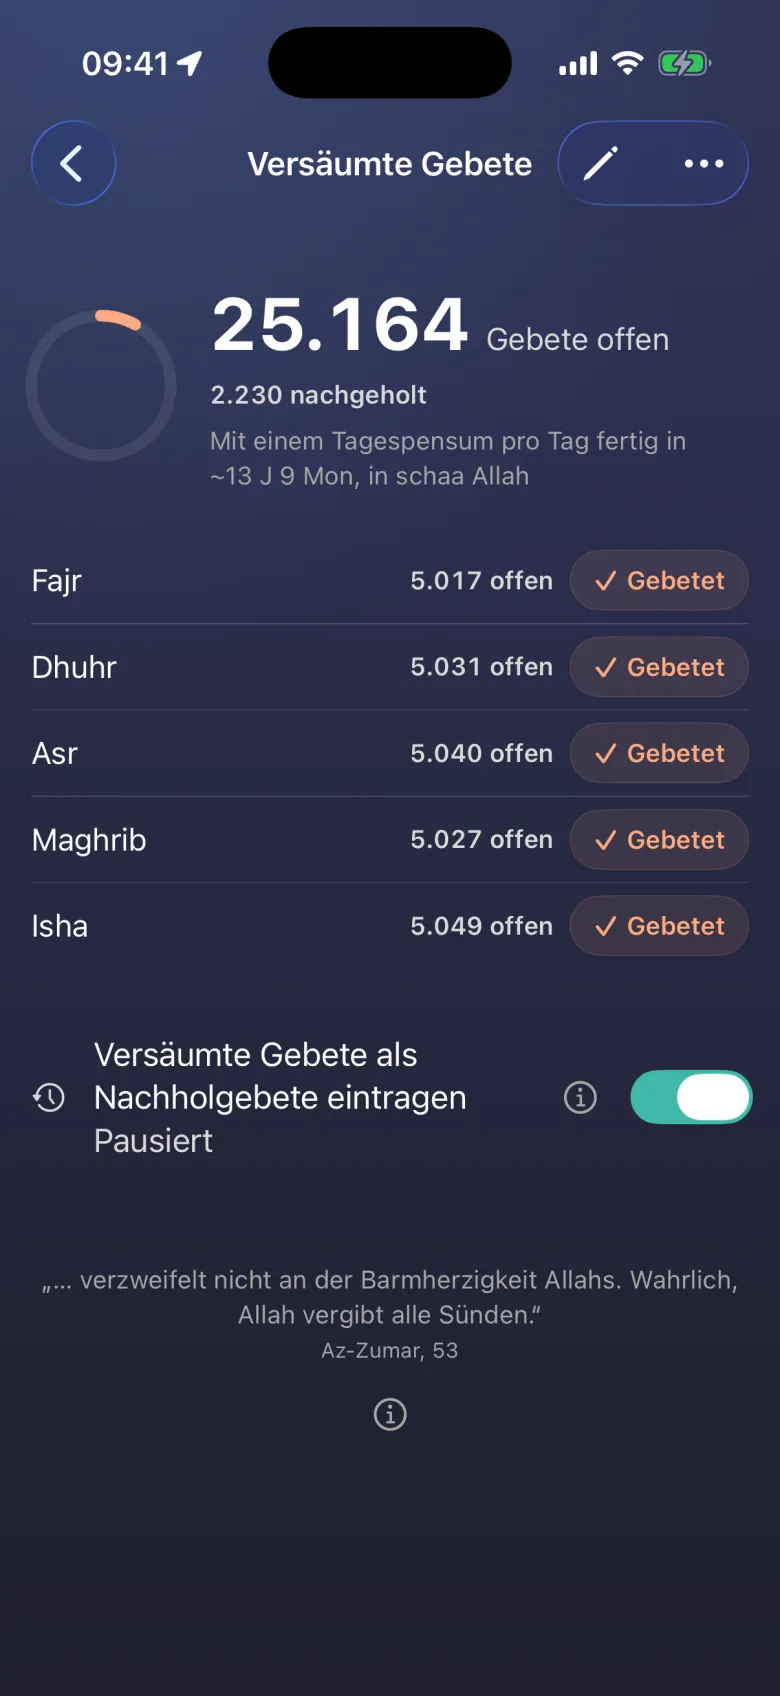 09:41
Versäumte Gebete
25.164 Gebete offen
2.230 nachgeholt
Mit einem Tagespensum pro Tag fertig in
~13 J 9 Mon, in schaa Allah
Fajr 5.017 offen ✓ Gebetet
Dhuhr 5.031 offen ✓ Gebetet
Asr 5.040 offen ✓ Gebetet
Maghrib 5.027 offen ✓ Gebetet
Isha 5.049 offen ✓ Gebetet
Versäumte Gebete als
Nachholgebete eintragen
Pausiert
„... verzweifelt nicht an der Barmherzigkeit Allahs. Wahrlich,
Allah vergibt alle Sünden.“
Az-Zumar, 53